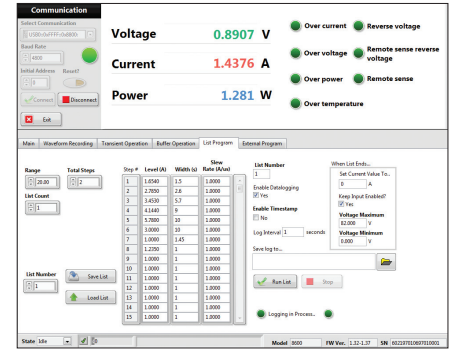 Communication
Select Communication
USB0::0xFFFF::0x8800::
Baud Rate
4800
Initial Address Reset?
0
Connect Disconnect
Exit
Voltage 0.8907 V
Current 1.4376 A
Power 1.281 W
Over current Reverse voltage
Over voltage Remote sense reverse voltage
Over power Remote sense
Over temperature
Main Waveform Recording Transient Operation Buffer Operation List Program External Program
Range Total Steps
20.00 2
List Count
1
List Number
1
Save List
Load List
Step # Level (A) Width (s) Slew Rate (A/us)
1 1.6540 1.5 1.0000
2 2.7850 2.6 1.0000
3 3.4530 5.7 1.0000
4 4.1440 9 1.0000
5 5.7800 10 1.0000
6 3.0000 10 1.0000
7 1.0000 1.45 1.0000
8 1.2350 1 1.0000
9 1.0000 1 1.0000
10 1.0000 1 1.0000
11 1.0000 1 1.0000
12 1.0000 1 1.0000
13 1.0000 1 1.0000
14 1.0000 1 1.0000
15 1.0000 1 1.0000
List Number
1
Enable Datalogging
Yes
Enable Timestamp
No
Log Interval 1 seconds
Save log to...
When List Ends...
Set Current Value To..
0 A
Keep Input Enabled?
Yes
Voltage Maximum
82.006 V
Voltage Minimum
0.000 V
Run List Stop
Logging in Process..
State Idle 0 Model 8600 FW Ver. 1.32-1.37 SN 602197010697010001